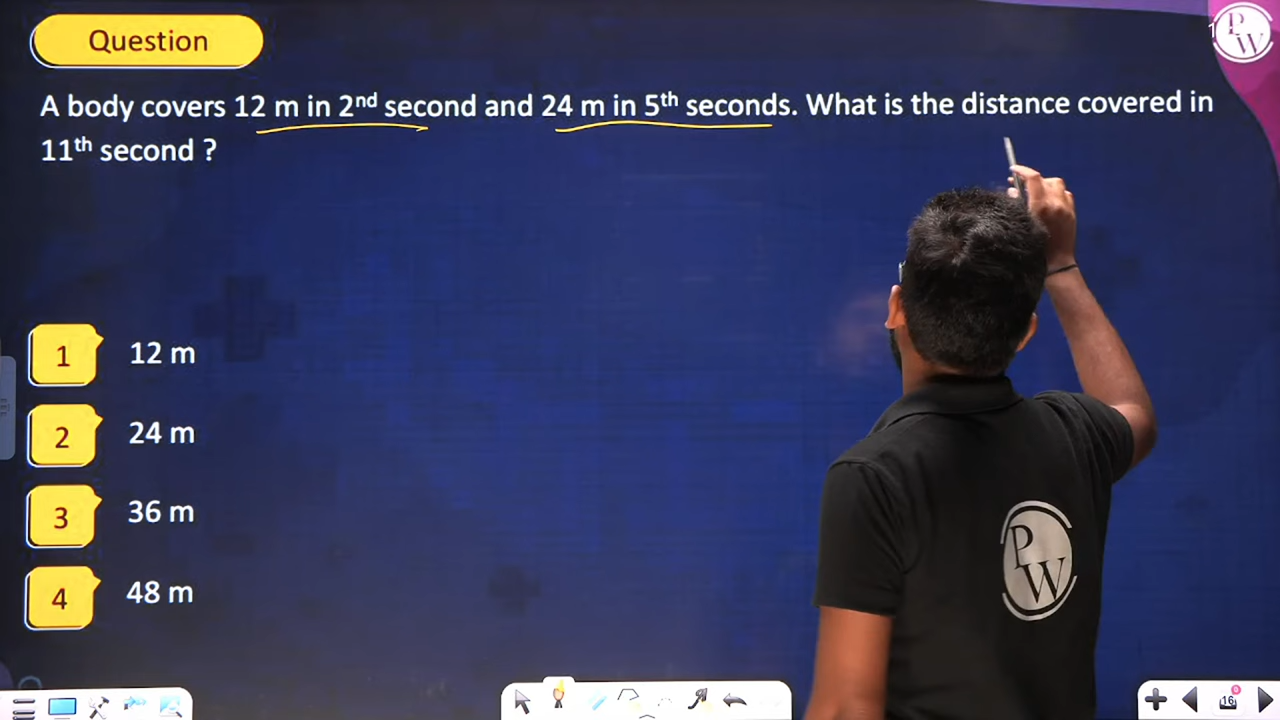 Question
A body covers 12 m in 2nd second and 24 m in 5th seconds. What is the distance covered in
11th second ?
1 12 m
2 24 m
3 36 m
4 48 m
PW
PW
16